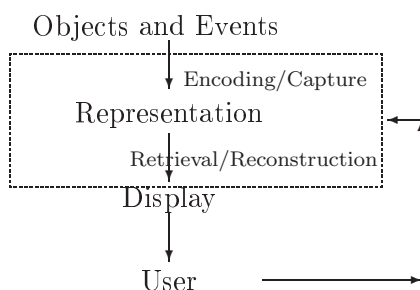 Objects and Events
Encoding/Capture
Representation
Retrieval/Reconstruction
Display
User